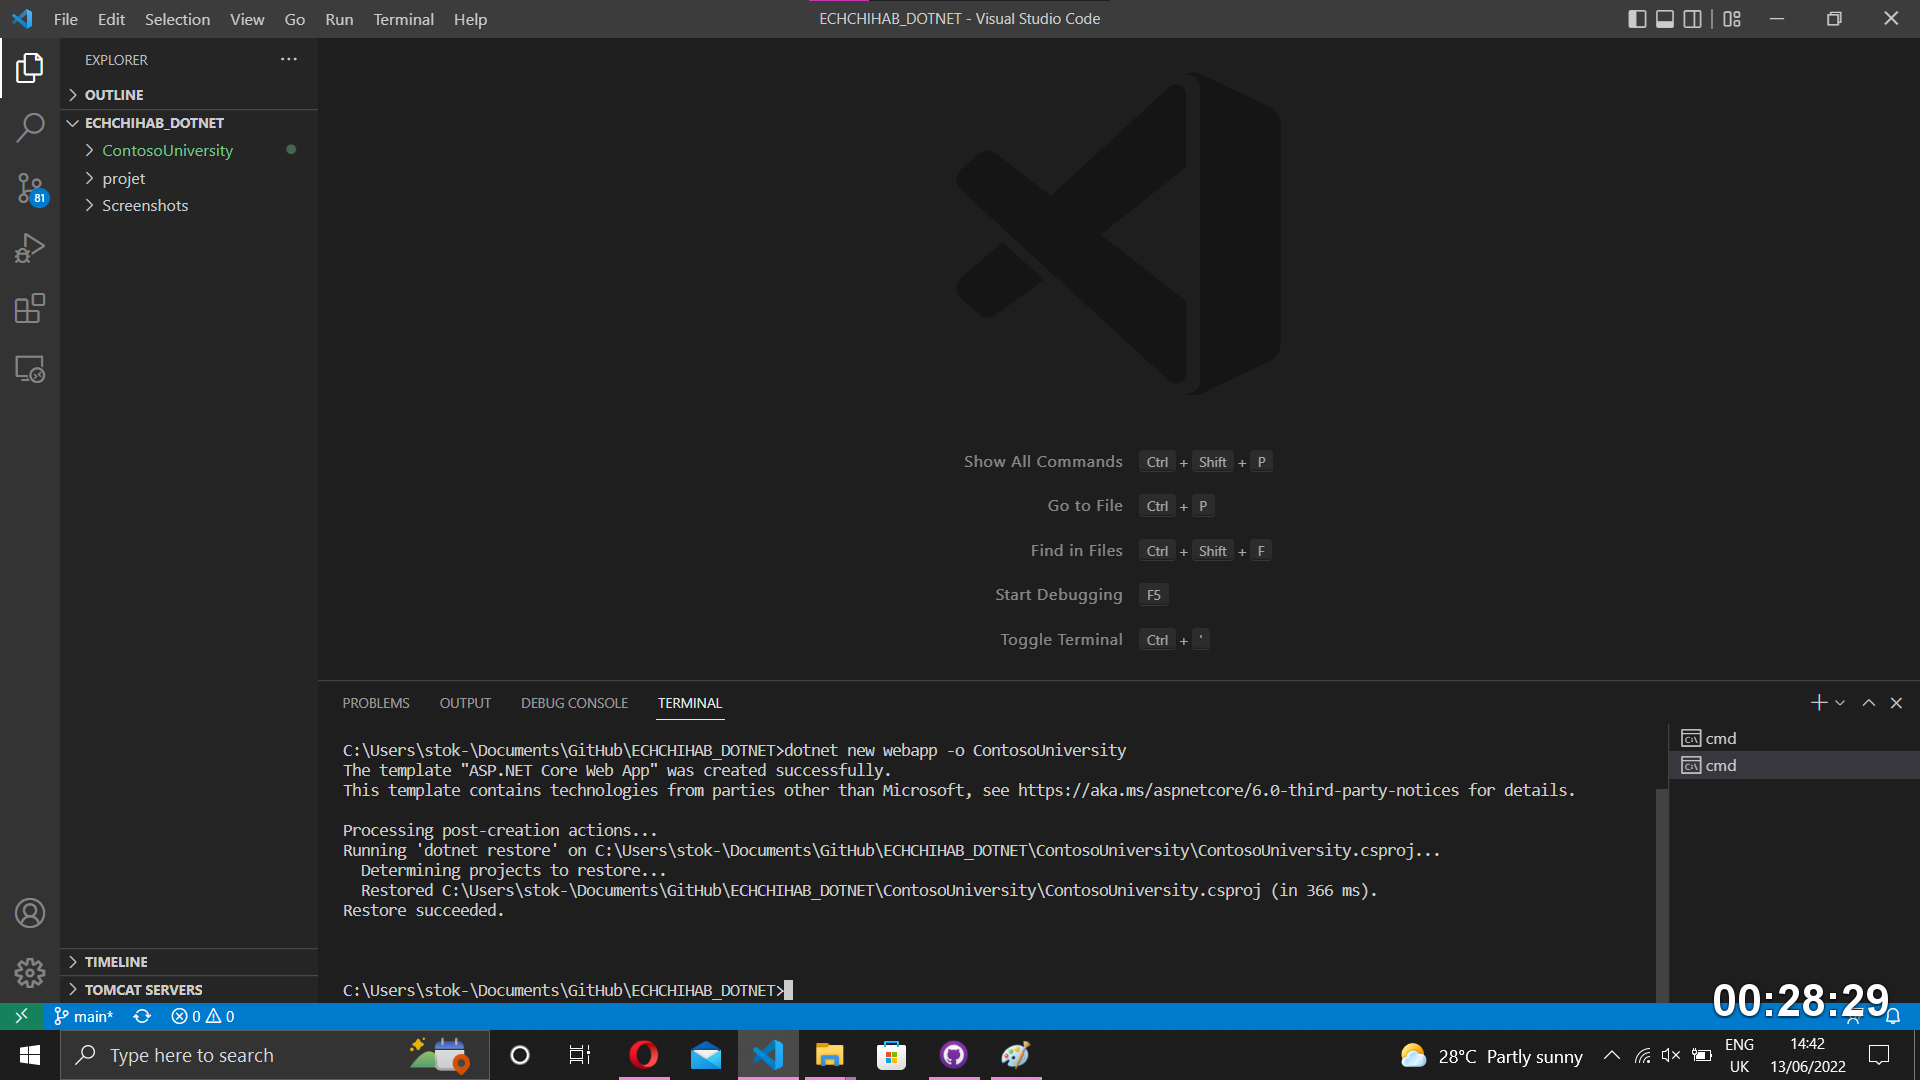 File Edit Selection View Go Run Terminal Help
ECHCHIHAB_DOTNET - Visual Studio Code
EXPLORER
OUTLINE
ECHCHIHAB_DOTNET
ContosoUniversity
projet
Screenshots
81
Show All Commands Ctrl + Shift + P
Go to File Ctrl + P
Find in Files Ctrl + Shift + F
Start Debugging F5
Toggle Terminal Ctrl + '
PROBLEMS OUTPUT DEBUG CONSOLE TERMINAL
C:\Users\stok-\Documents\GitHub\ECHCHIHAB_DOTNET>dotnet new webapp -o ContosoUniversity
The template "ASP.NET Core Web App" was created successfully.
This template contains technologies from parties other than Microsoft, see https://aka.ms/aspnetcore/6.0-third-party-notices for details.
Processing post-creation actions...
Running 'dotnet restore' on C:\Users\stok-\Documents\GitHub\ECHCHIHAB_DOTNET\ContosoUniversity\ContosoUniversity.csproj...
Determining projects to restore...
Restored C:\Users\stok-\Documents\GitHub\ECHCHIHAB_DOTNET\ContosoUniversity\ContosoUniversity.csproj (in 366 ms).
Restore succeeded.
C:\Users\stok-\Documents\GitHub\ECHCHIHAB_DOTNET>
cmd
cmd
TIMELINE
TOMCAT SERVERS
00:28:29
main* 0 0
Type here to search
28°C Partly sunny
ENG
UK
14:42
13/06/2022